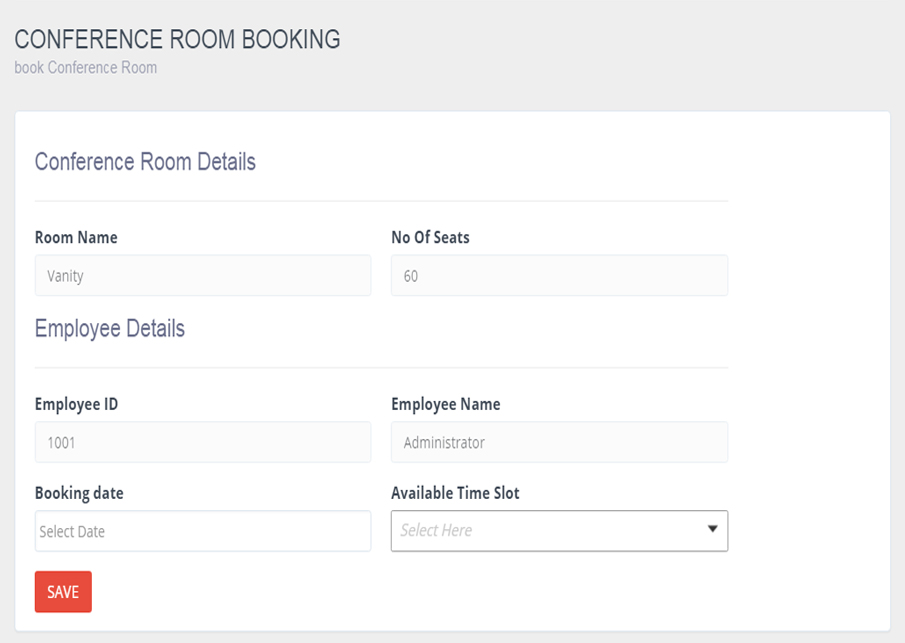 CONFERENCE ROOM BOOKING
book Conference Room
Conference Room Details
Room Name
No Of Seats
Vanity
60
Employee Details
Employee ID
Employee Name
1001
Administrator
Booking date
Available Time Slot
Select Date
Select Here
SAVE